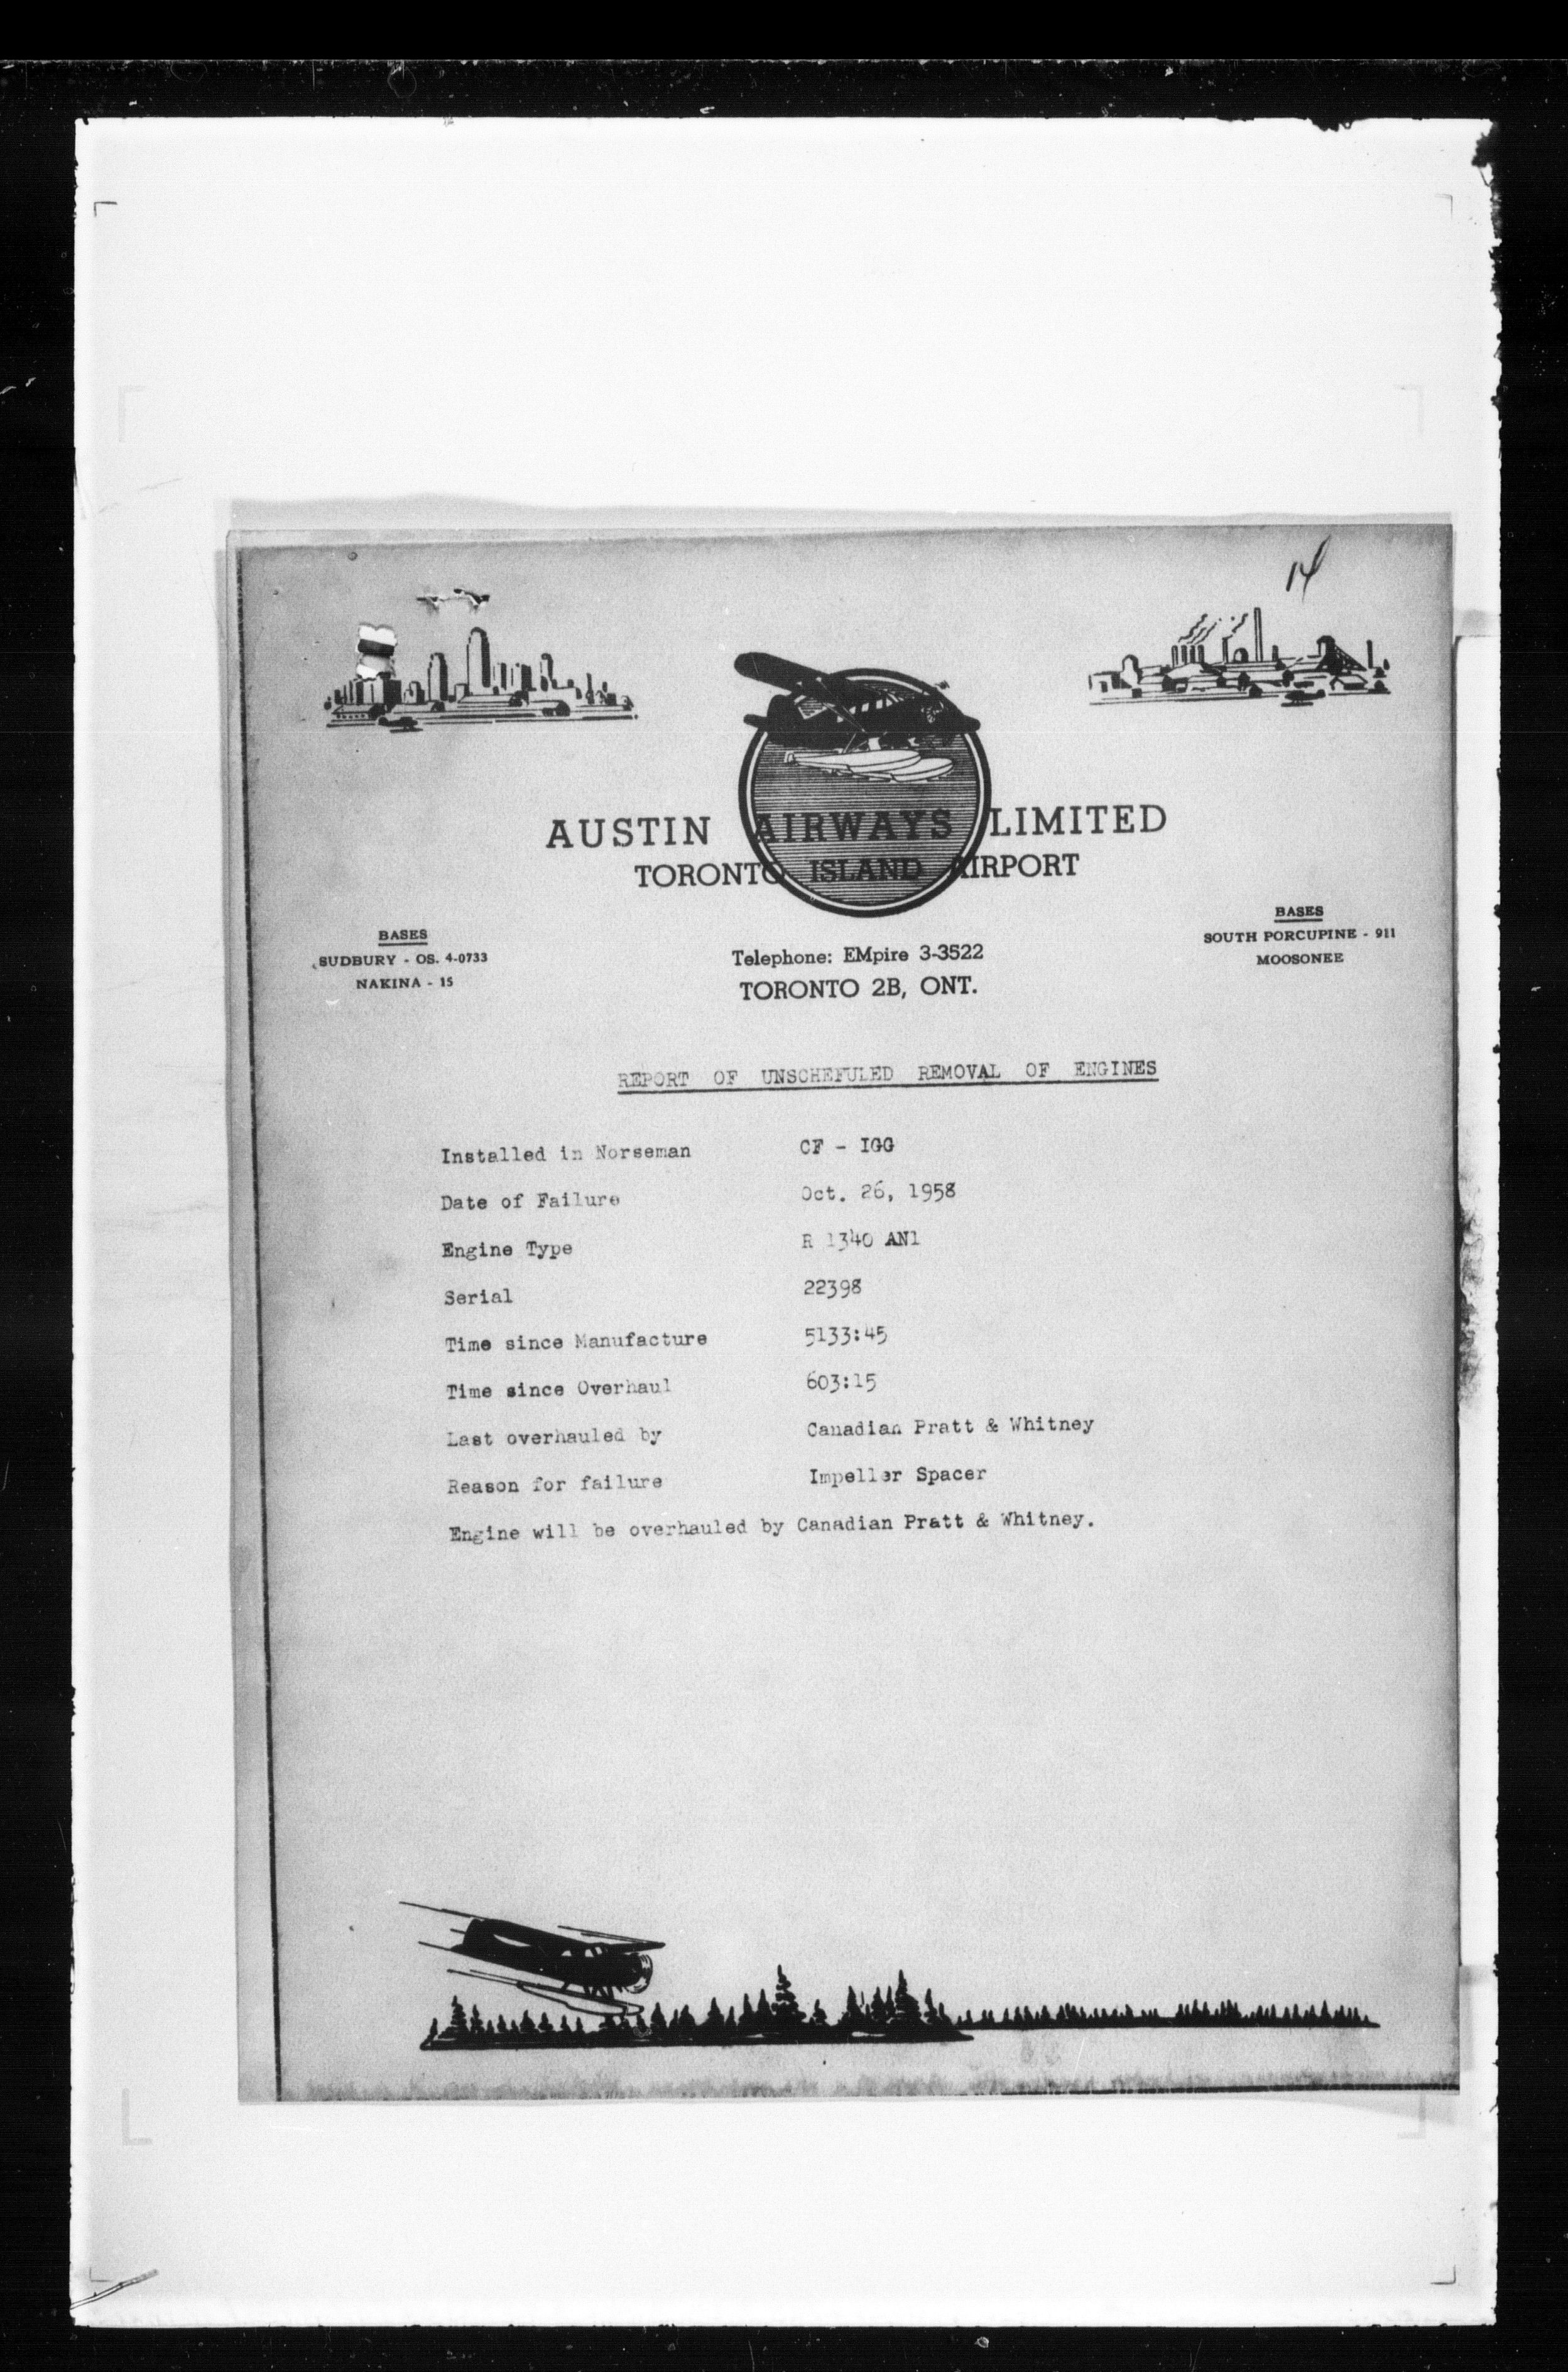 14
AUSTIN AIRWAYS LIMITED
TORONTO ISLAND AIRPORT
BASES
SUDBURY - OS. 4-0733
NAKINA - 15
Telephone: EMpire 3-3522
TORONTO 2B, ONT.
BASES
SOUTH PORCUPINE - 911
MOOSONEE
REPORT OF UNSCHEFULED REMOVAL OF ENGINES
Installed in Norseman CF - IGG
Date of Failure Oct. 26, 1958
Engine Type R 1340 AN1
Serial 22398
Time since Manufacture 5133:45
Time since Overhaul 603:15
Last overhauled by Canadian Pratt & Whitney
Reason for failure Impeller Spacer
Engine will be overhauled by Canadian Pratt & Whitney.